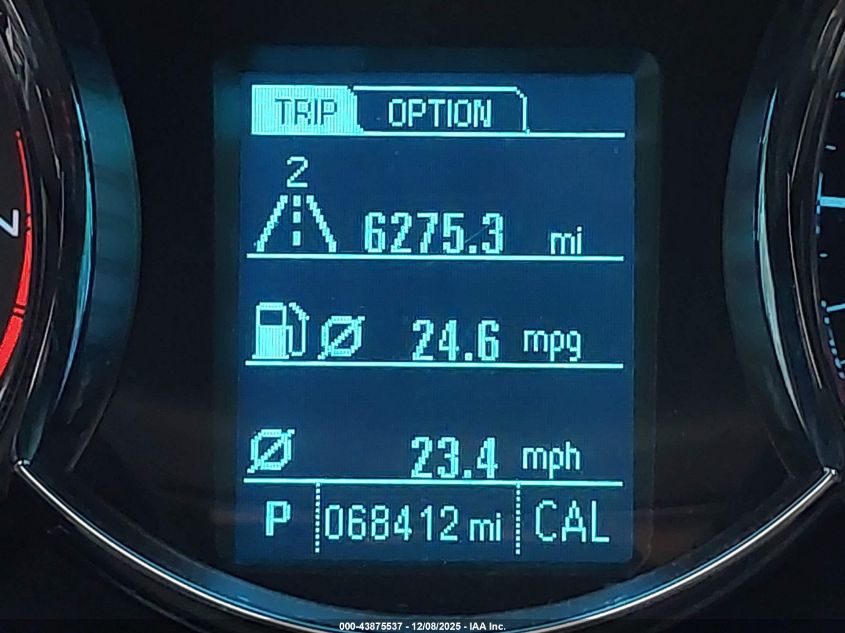 TRIP OPTION
2
6275.3 mi
24.6 mpg
23.4 mph
P 068412 mi CAL
000-43875537 - 12/08/2025 - IAA Inc.